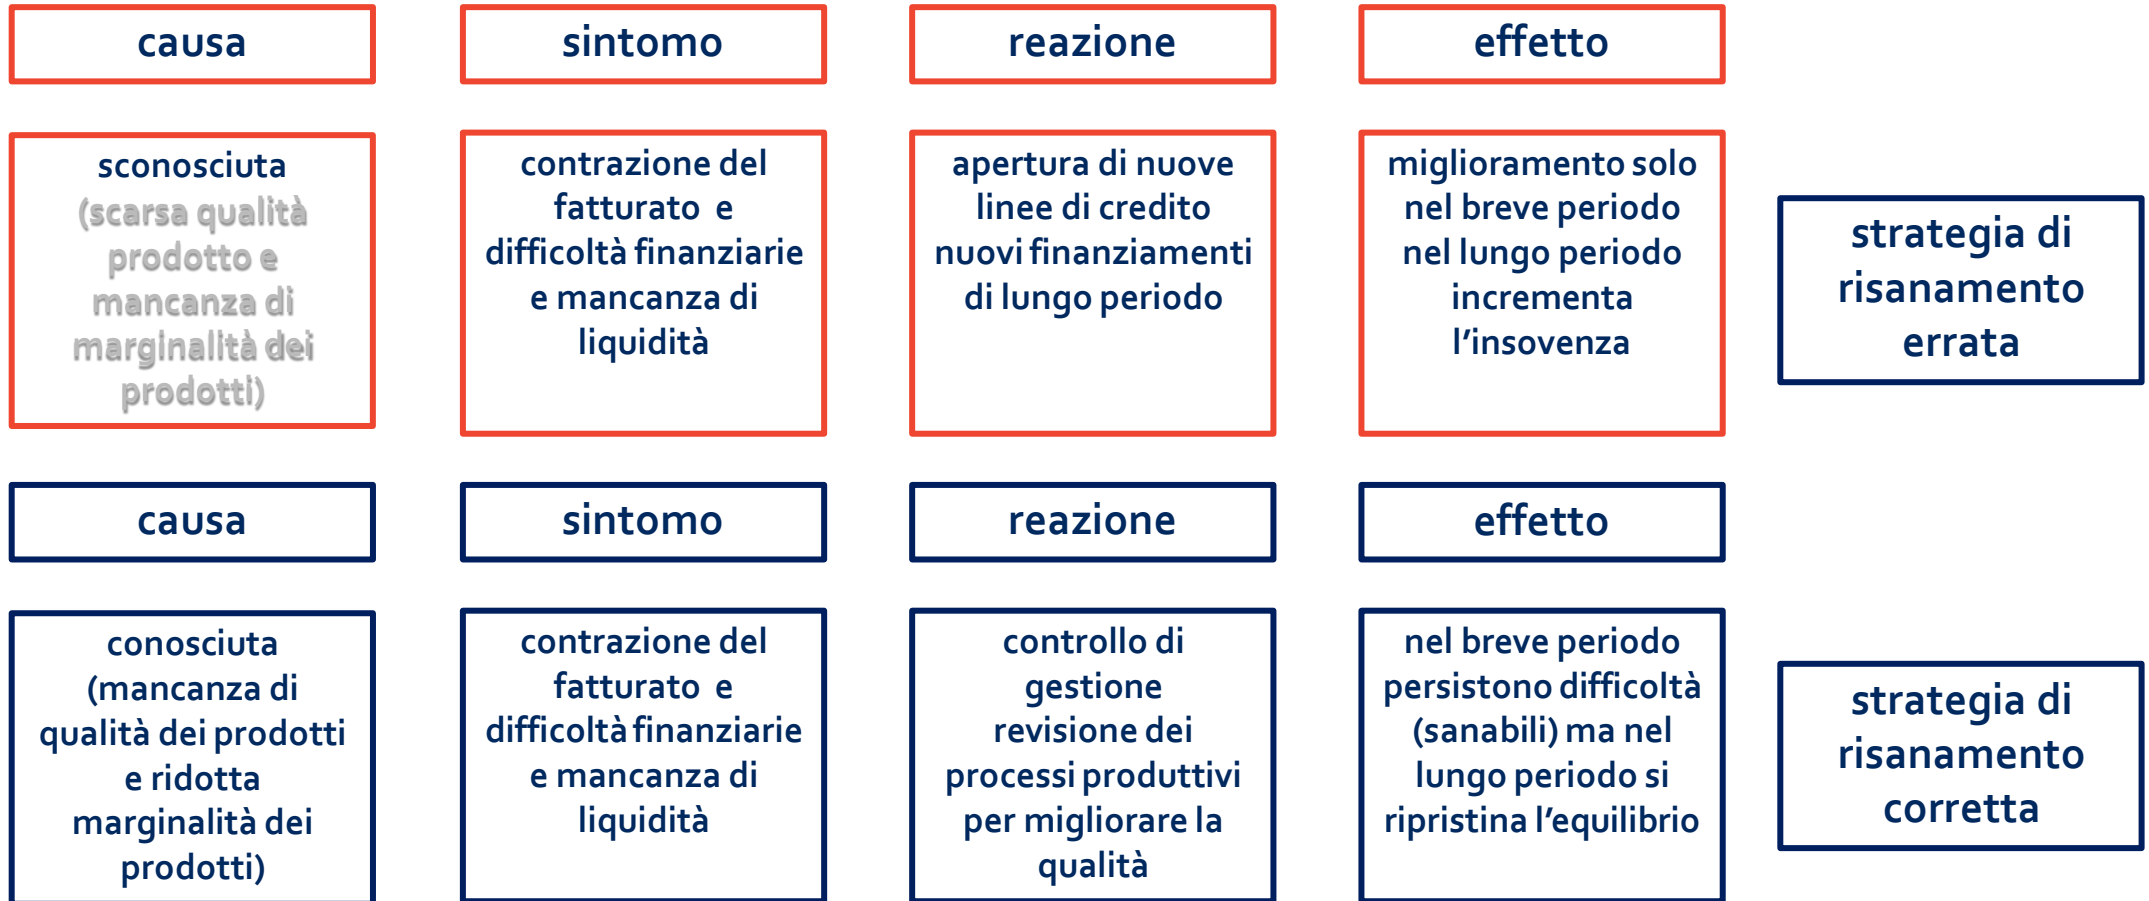 causa
sintomo
reazione
effetto
sconosciuta
(scarsa qualità
prodotto e
mancanza di
marginalità dei
prodotti)
contrazione del
fatturato e
difficoltà finanziarie
e mancanza di
liquidità
apertura di nuove
linee di credito
nuovi finanziamenti
di lungo periodo
miglioramento solo
nel breve periodo
nel lungo periodo
incrementa
l’insovenza
strategia di
risanamento
errata
causa
sintomo
reazione
effetto
conosciuta
(mancanza di
qualità dei prodotti
e ridotta
marginalità dei
prodotti)
contrazione del
fatturato e
difficoltà finanziarie
e mancanza di
liquidità
controllo di
gestione
revisione dei
processi produttivi
per migliorare la
qualità
nel breve periodo
persistono difficoltà
(sanabili) ma nel
lungo periodo si
ripristina l’equilibrio
strategia di
risanamento
corretta